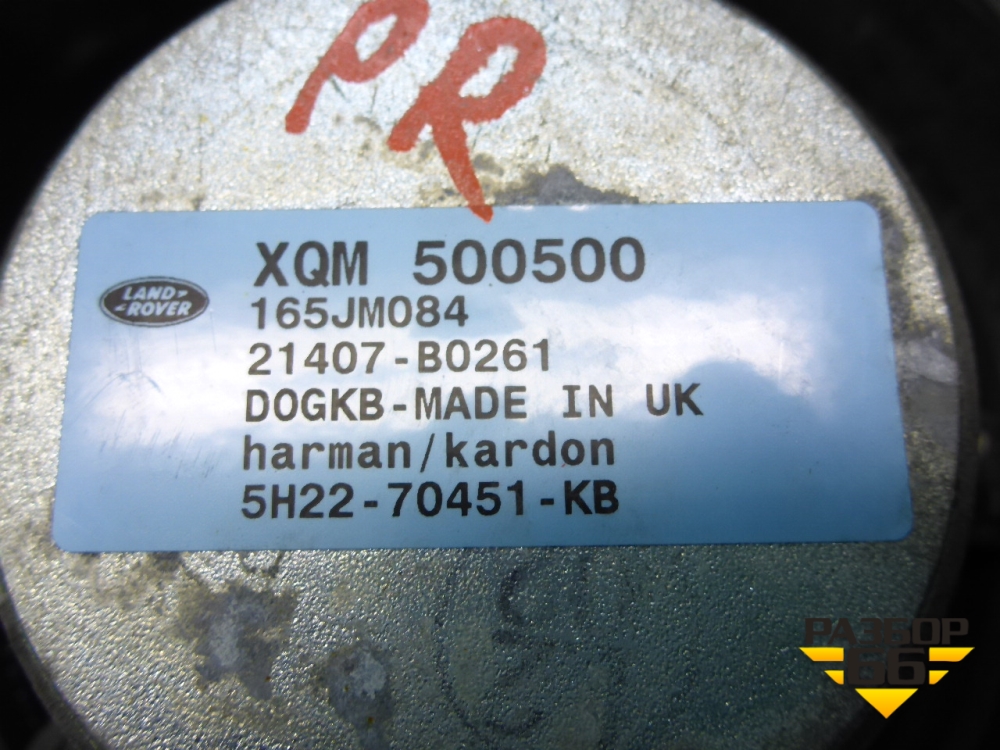 PR
XQM 500500
LAND
ROVER
165JM084
21407-B0261
DOGKB-MADE IN UK
harman/kardon
5H22-70451-KB
РАЗБОР
66